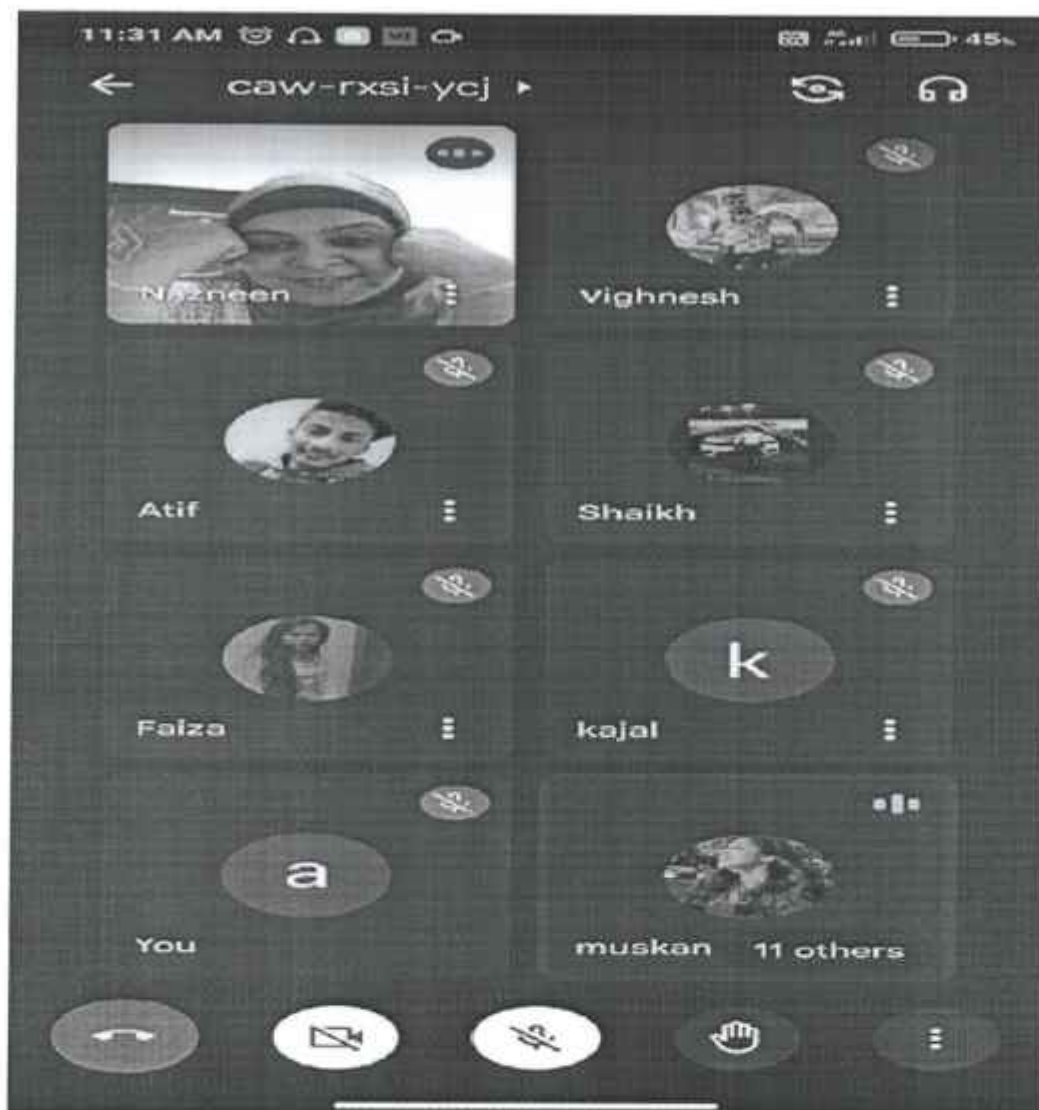 11:31 AM 45%
caw-rxsi-ycj
Nazneen Vighnesh
Atif Shaikh
Faiza k
kajal
a
You muskan 11 others